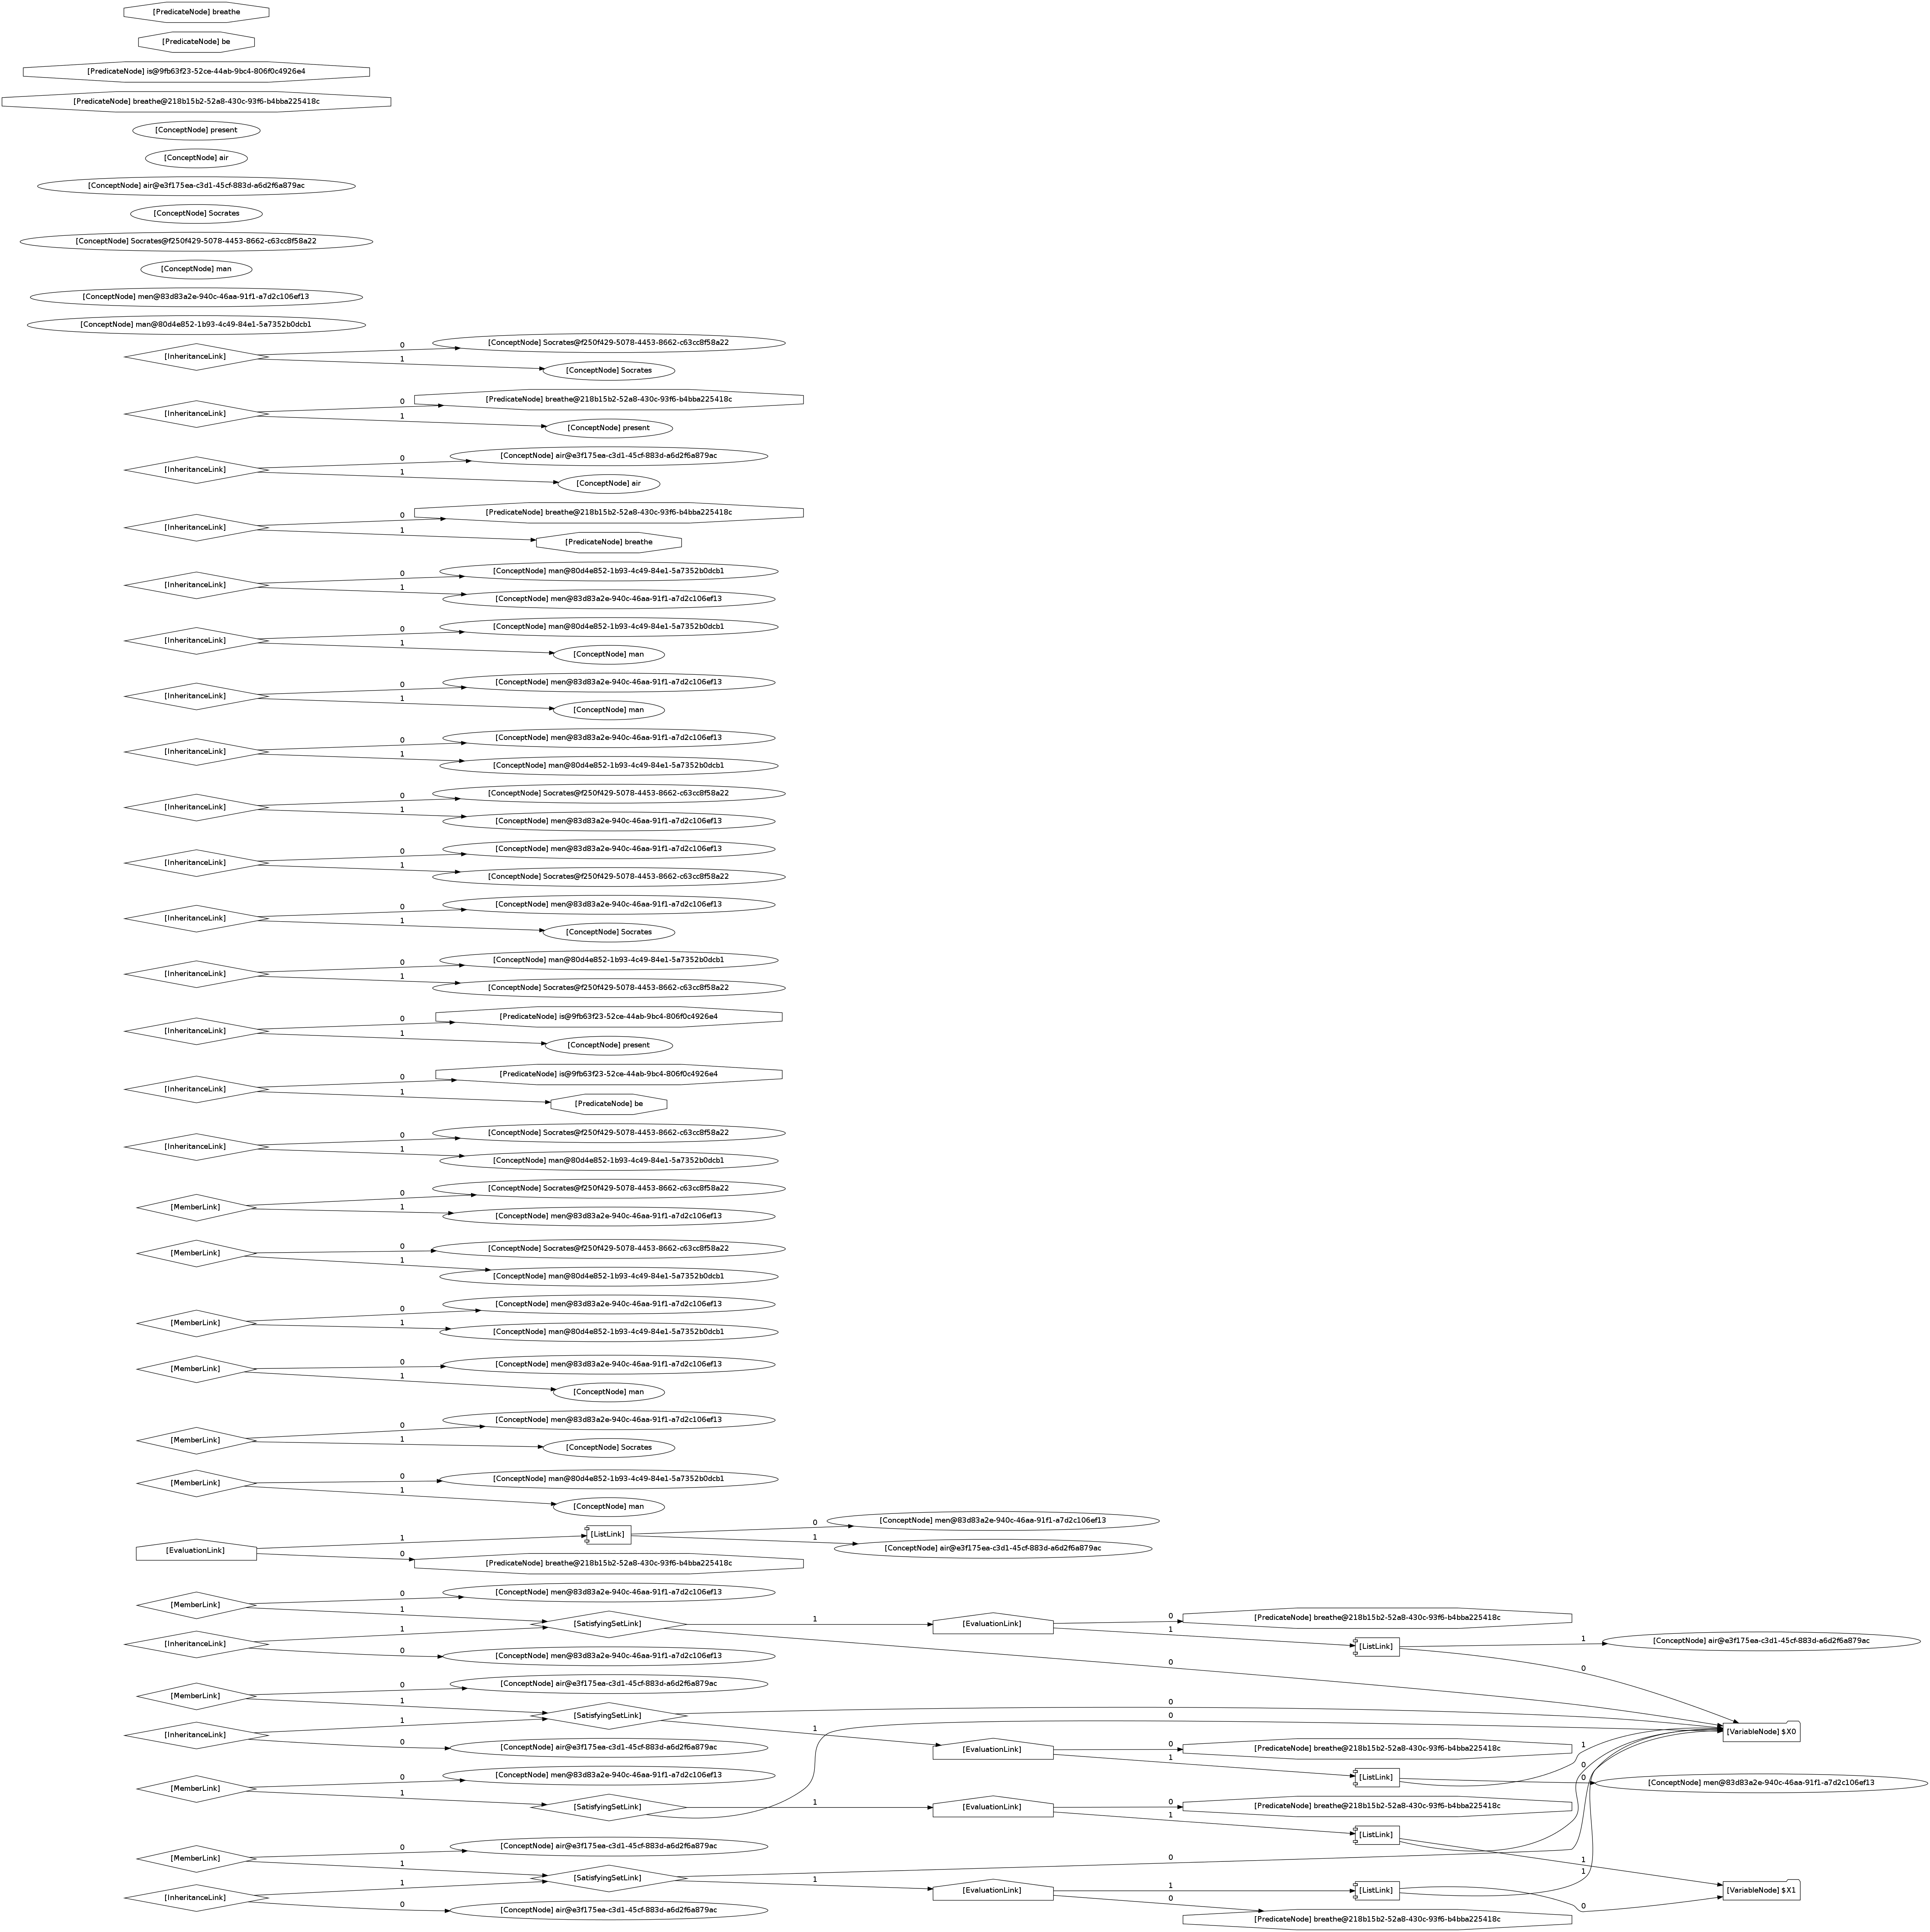 [PredicateNode] breathe
[PredicateNode] be
[PredicateNode] is@9fb63f23-52ce-44ab-9bc4-806f0c4926e4
[PredicateNode] breathe@218b15b2-52a8-430c-93f6-b4bba225418c
[ConceptNode] present
[ConceptNode] air
[ConceptNode] air@e3f175ea-c3d1-45cf-883d-a6d2f6a879ac
[ConceptNode] Socrates
[ConceptNode] Socrates@f250f429-5078-4453-8662-c63cc8f58a22
[ConceptNode] man
[ConceptNode] men@83d83a2e-940c-46aa-91f1-a7d2c106ef13
[ConceptNode] man@80d4e852-1b93-4c49-84e1-5a7352b0dcb1
[InheritanceLink]
0
[ConceptNode] Socrates@f250f429-5078-4453-8662-c63cc8f58a22
1
[ConceptNode] Socrates
[InheritanceLink]
0
[PredicateNode] breathe@218b15b2-52a8-430c-93f6-b4bba225418c
1
[ConceptNode] present
[InheritanceLink]
0
[ConceptNode] air@e3f175ea-c3d1-45cf-883d-a6d2f6a879ac
1
[ConceptNode] air
[InheritanceLink]
0
[PredicateNode] breathe@218b15b2-52a8-430c-93f6-b4bba225418c
1
[PredicateNode] breathe
[InheritanceLink]
0
[ConceptNode] man@80d4e852-1b93-4c49-84e1-5a7352b0dcb1
1
[ConceptNode] men@83d83a2e-940c-46aa-91f1-a7d2c106ef13
[InheritanceLink]
0
[ConceptNode] man@80d4e852-1b93-4c49-84e1-5a7352b0dcb1
1
[ConceptNode] man
[InheritanceLink]
0
[ConceptNode] men@83d83a2e-940c-46aa-91f1-a7d2c106ef13
1
[ConceptNode] man
[InheritanceLink]
0
[ConceptNode] men@83d83a2e-940c-46aa-91f1-a7d2c106ef13
1
[ConceptNode] man@80d4e852-1b93-4c49-84e1-5a7352b0dcb1
[InheritanceLink]
0
[ConceptNode] Socrates@f250f429-5078-4453-8662-c63cc8f58a22
1
[ConceptNode] men@83d83a2e-940c-46aa-91f1-a7d2c106ef13
[InheritanceLink]
0
[ConceptNode] men@83d83a2e-940c-46aa-91f1-a7d2c106ef13
1
[ConceptNode] Socrates@f250f429-5078-4453-8662-c63cc8f58a22
[InheritanceLink]
0
[ConceptNode] men@83d83a2e-940c-46aa-91f1-a7d2c106ef13
1
[ConceptNode] Socrates
[InheritanceLink]
0
[ConceptNode] man@80d4e852-1b93-4c49-84e1-5a7352b0dcb1
1
[ConceptNode] Socrates@f250f429-5078-4453-8662-c63cc8f58a22
[InheritanceLink]
0
[PredicateNode] is@9fb63f23-52ce-44ab-9bc4-806f0c4926e4
1
[ConceptNode] present
[InheritanceLink]
0
[PredicateNode] is@9fb63f23-52ce-44ab-9bc4-806f0c4926e4
1
[PredicateNode] be
[InheritanceLink]
0
[ConceptNode] Socrates@f250f429-5078-4453-8662-c63cc8f58a22
1
[ConceptNode] man@80d4e852-1b93-4c49-84e1-5a7352b0dcb1
[MemberLink]
0
[ConceptNode] Socrates@f250f429-5078-4453-8662-c63cc8f58a22
1
[ConceptNode] men@83d83a2e-940c-46aa-91f1-a7d2c106ef13
[MemberLink]
0
[ConceptNode] Socrates@f250f429-5078-4453-8662-c63cc8f58a22
1
[ConceptNode] man@80d4e852-1b93-4c49-84e1-5a7352b0dcb1
[MemberLink]
0
[ConceptNode] men@83d83a2e-940c-46aa-91f1-a7d2c106ef13
1
[ConceptNode] man@80d4e852-1b93-4c49-84e1-5a7352b0dcb1
[MemberLink]
0
[ConceptNode] men@83d83a2e-940c-46aa-91f1-a7d2c106ef13
1
[ConceptNode] man
[MemberLink]
0
[ConceptNode] men@83d83a2e-940c-46aa-91f1-a7d2c106ef13
1
[ConceptNode] Socrates
[MemberLink]
0
[ConceptNode] man@80d4e852-1b93-4c49-84e1-5a7352b0dcb1
1
[ConceptNode] man
[EvaluationLink]
1
[ListLink]
0
[ConceptNode] men@83d83a2e-940c-46aa-91f1-a7d2c106ef13
1
[ConceptNode] air@e3f175ea-c3d1-45cf-883d-a6d2f6a879ac
0
[PredicateNode] breathe@218b15b2-52a8-430c-93f6-b4bba225418c
[MemberLink]
0
[ConceptNode] men@83d83a2e-940c-46aa-91f1-a7d2c106ef13
1
[SatisfyingSetLink]
1
[EvaluationLink]
0
[PredicateNode] breathe@218b15b2-52a8-430c-93f6-b4bba225418c
1
[ListLink]
1
[ConceptNode] air@e3f175ea-c3d1-45cf-883d-a6d2f6a879ac
0
0
[InheritanceLink]
1
0
[ConceptNode] men@83d83a2e-940c-46aa-91f1-a7d2c106ef13
[MemberLink]
0
[ConceptNode] air@e3f175ea-c3d1-45cf-883d-a6d2f6a879ac
1
[SatisfyingSetLink]
0
[VariableNode] $X0
1
[EvaluationLink]
0
[PredicateNode] breathe@218b15b2-52a8-430c-93f6-b4bba225418c
1
[ListLink]
1
0
[ConceptNode] men@83d83a2e-940c-46aa-91f1-a7d2c106ef13
[InheritanceLink]
1
0
[ConceptNode] air@e3f175ea-c3d1-45cf-883d-a6d2f6a879ac
[MemberLink]
0
[ConceptNode] men@83d83a2e-940c-46aa-91f1-a7d2c106ef13
1
[SatisfyingSetLink]
0
1
[EvaluationLink]
0
[PredicateNode] breathe@218b15b2-52a8-430c-93f6-b4bba225418c
1
[ListLink]
0
1
[VariableNode] $X1
[MemberLink]
0
[ConceptNode] air@e3f175ea-c3d1-45cf-883d-a6d2f6a879ac
1
[SatisfyingSetLink]
0
1
[EvaluationLink]
1
[ListLink]
1
0
0
[PredicateNode] breathe@218b15b2-52a8-430c-93f6-b4bba225418c
[InheritanceLink]
1
0
[ConceptNode] air@e3f175ea-c3d1-45cf-883d-a6d2f6a879ac